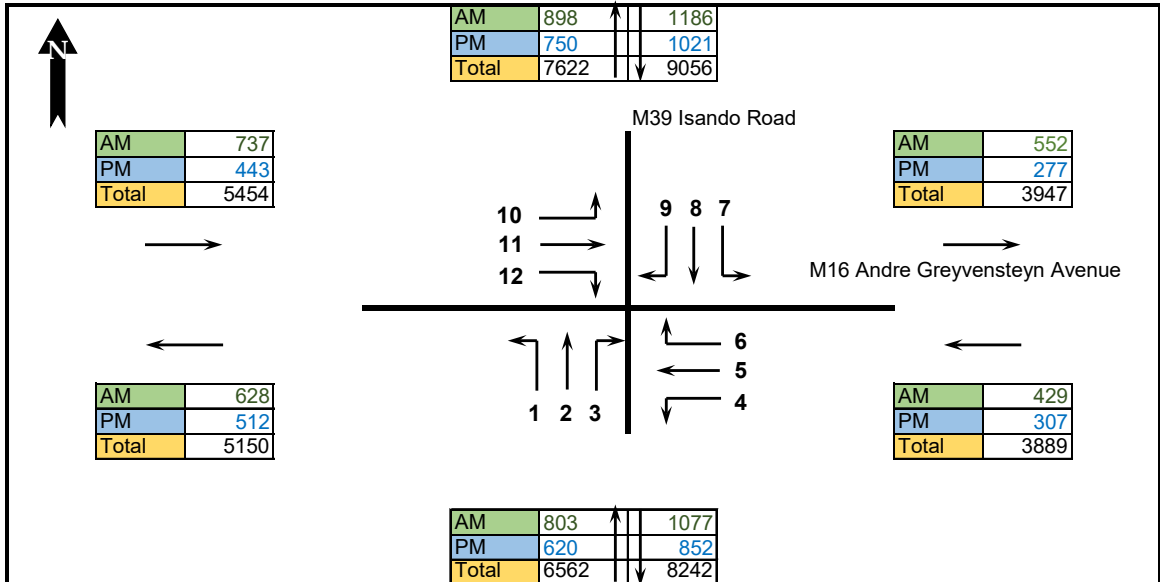 AM 898 1186
PM 750 1021
Total 7622 9056
N
M39 Isando Road
AM 737
PM 443
Total 5454
AM 552
PM 277
Total 3947
10
11
12
9 8 7
M16 Andre Greyvensteyn Avenue
6
5
4
1 2 3
AM 628
PM 512
Total 5150
AM 429
PM 307
Total 3889
AM 803 1077
PM 620 852
Total 6562 8242